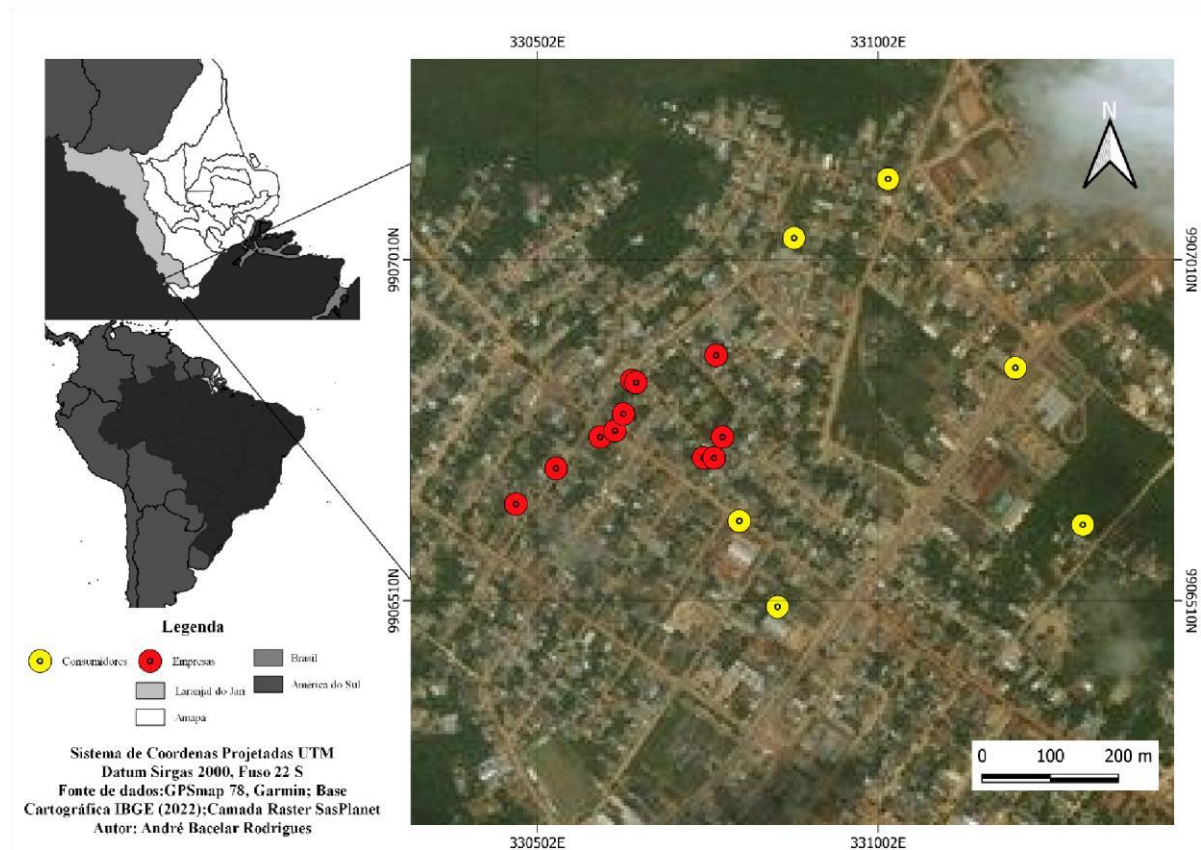 330502E
331002E
N
9907010N
9907010N
9906510N
9906510N
0 100 200 m
330502E
331002E
Legenda
Consumidores
Empresas
Brasil
Laranjal do Jari
América do Sul
Amapá
Sistema de Coordenas Projetadas UTM
Datum Sirgas 2000, Fuso 22 S
Fonte de dados:GPSmap 78, Garmin; Base
Cartográfica IBGE (2022);Camada Raster SasPlanet
Autor: André Bacelar Rodrigues